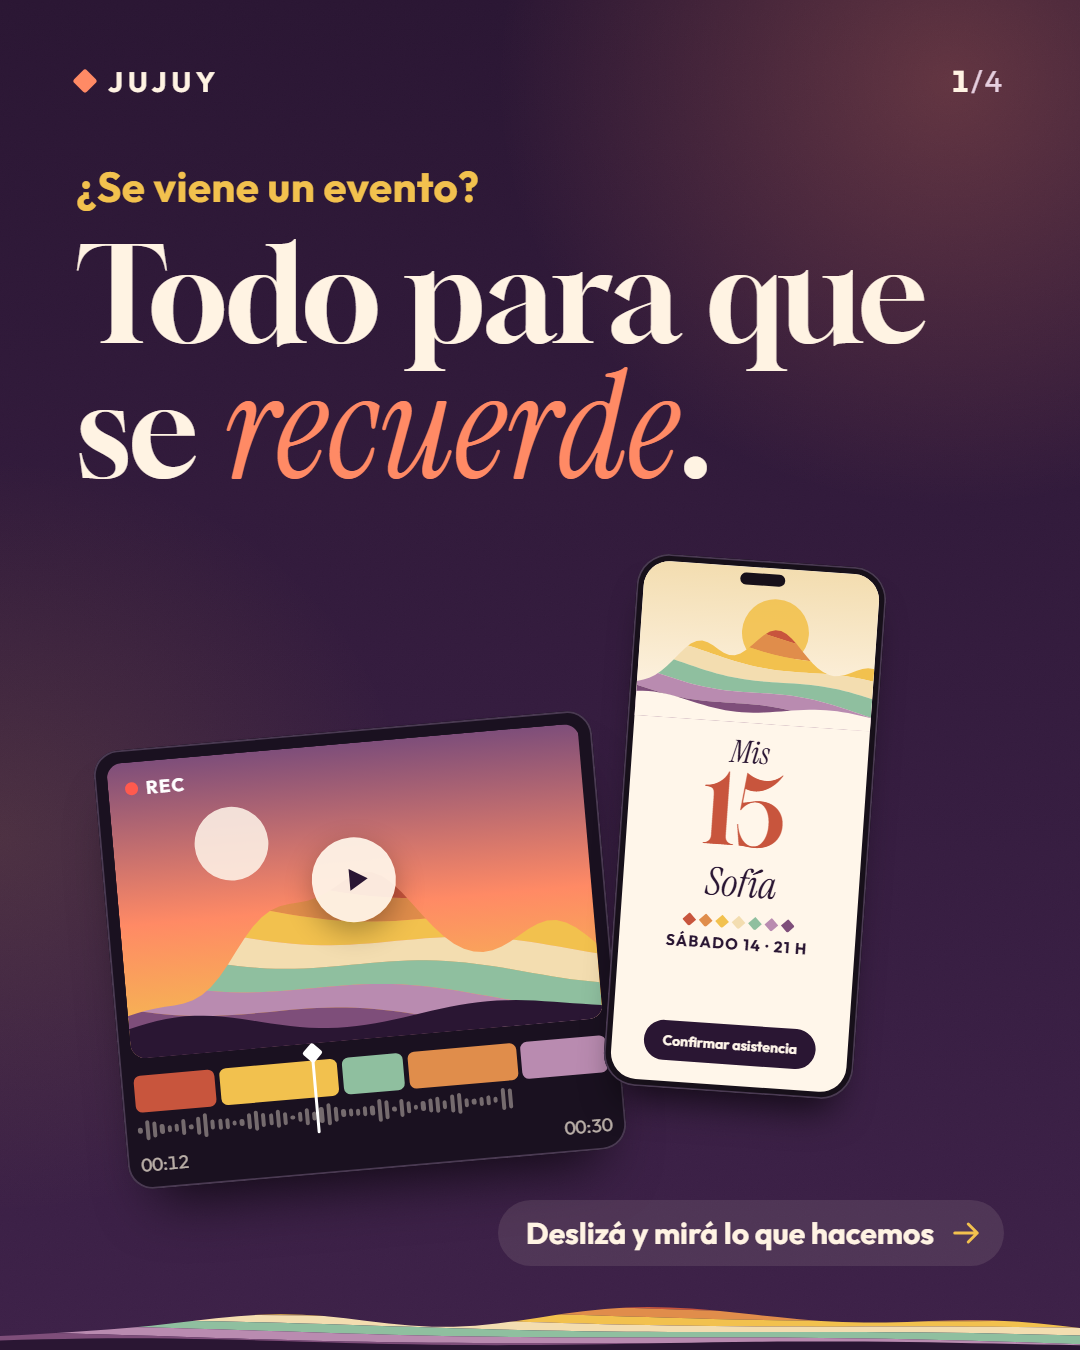 JUJUY
1/4
¿Se viene un evento?
Todo para que
se recuerde.
REC
00:12
00:30
Mis
15
Sofía
SÁBADO 14 · 21 H
Confirmar asistencia
Deslizá y mirá lo que hacemos →